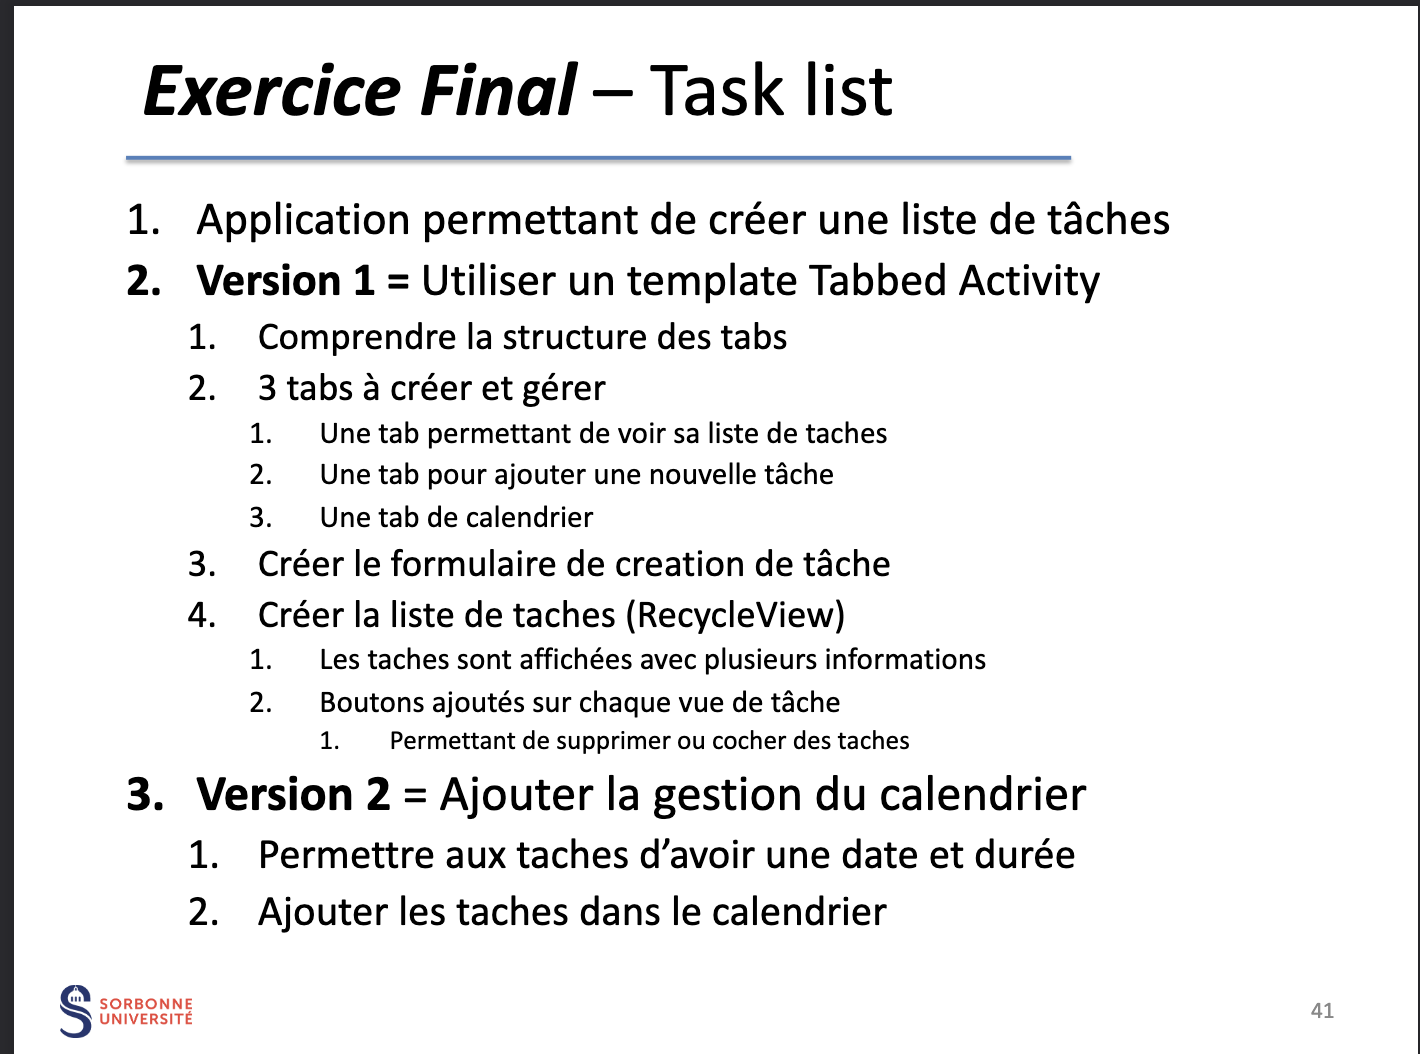 Exercice Final – Task list
1. Application permettant de créer une liste de tâches
2. Version 1 = Utiliser un template Tabbed Activity
1. Comprendre la structure des tabs
2. 3 tabs à créer et gérer
1. Une tab permettant de voir sa liste de taches
2. Une tab pour ajouter une nouvelle tâche
3. Une tab de calendrier
3. Créer le formulaire de creation de tâche
4. Créer la liste de taches (RecycleView)
1. Les taches sont affichées avec plusieurs informations
2. Boutons ajoutés sur chaque vue de tâche
1. Permettant de supprimer ou cocher des taches
3. Version 2 = Ajouter la gestion du calendrier
1. Permettre aux taches d’avoir une date et durée
2. Ajouter les taches dans le calendrier
SORBONNE
UNIVERSITÉ
41